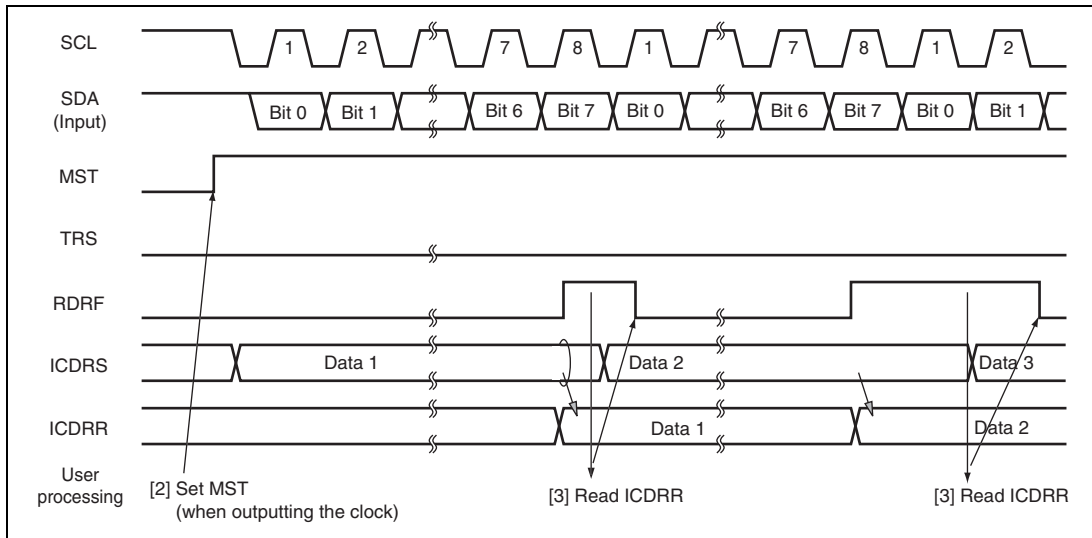 SCL 1 2 7 8 1 7 8 1 2
SDA
(Input)
Bit 0 Bit 1 Bit 6 Bit 7 Bit 0 Bit 6 Bit 7 Bit 0 Bit 1
MST
TRS
RDRF
ICDRS Data 1 Data 2 Data 3
ICDRR Data 1 Data 2
User
processing
[2] Set MST
(when outputting the clock)
[3] Read ICDRR
[3] Read ICDRR